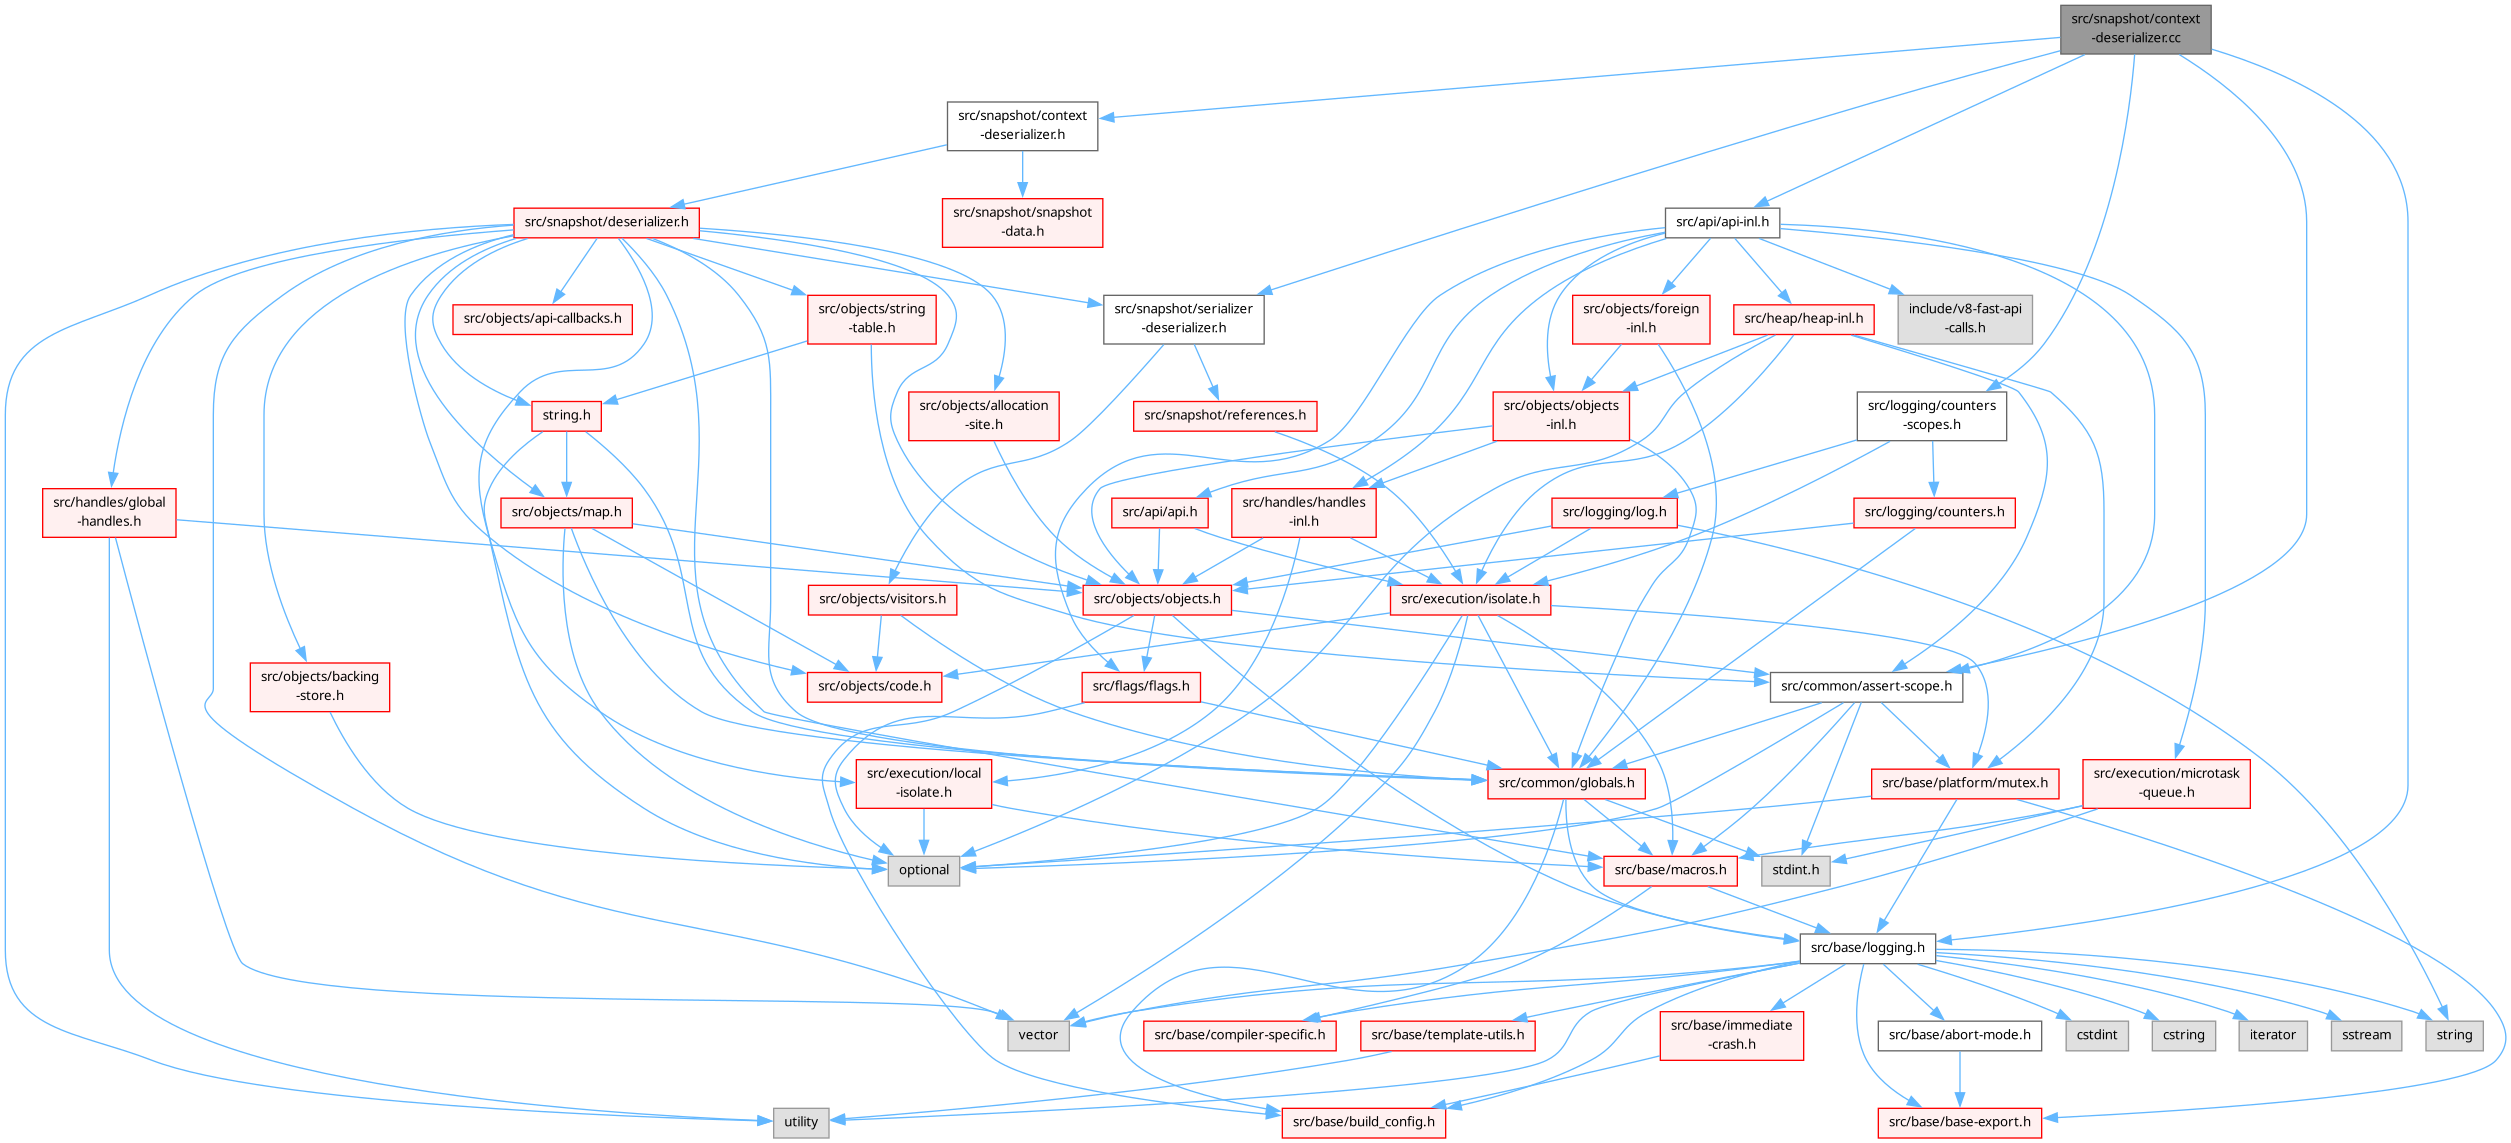 src/snapshot/context
-deserializer.cc
src/snapshot/context
-deserializer.h
src/snapshot/deserializer.h
src/snapshot/snapshot
-data.h
src/api/api-inl.h
src/objects/api-callbacks.h
src/objects/string
-table.h
src/snapshot/serializer
-deserializer.h
src/objects/foreign
-inl.h
src/heap/heap-inl.h
include/v8-fast-api
-calls.h
string.h
src/objects/allocation
-site.h
src/snapshot/references.h
src/objects/objects
-inl.h
src/logging/counters
-scopes.h
src/handles/global
-handles.h
src/objects/map.h
src/api/api.h
src/handles/handles
-inl.h
src/logging/log.h
src/logging/counters.h
src/objects/visitors.h
src/objects/objects.h
src/execution/isolate.h
src/objects/backing
-store.h
src/objects/code.h
src/flags/flags.h
src/common/assert-scope.h
src/execution/local
-isolate.h
src/common/globals.h
src/base/platform/mutex.h
src/execution/microtask
-queue.h
optional
src/base/macros.h
stdint.h
src/base/logging.h
vector
src/base/compiler-specific.h
src/base/template-utils.h
src/base/immediate
-crash.h
src/base/abort-mode.h
cstdint
cstring
iterator
sstream
string
utility
src/base/build_config.h
src/base/base-export.h